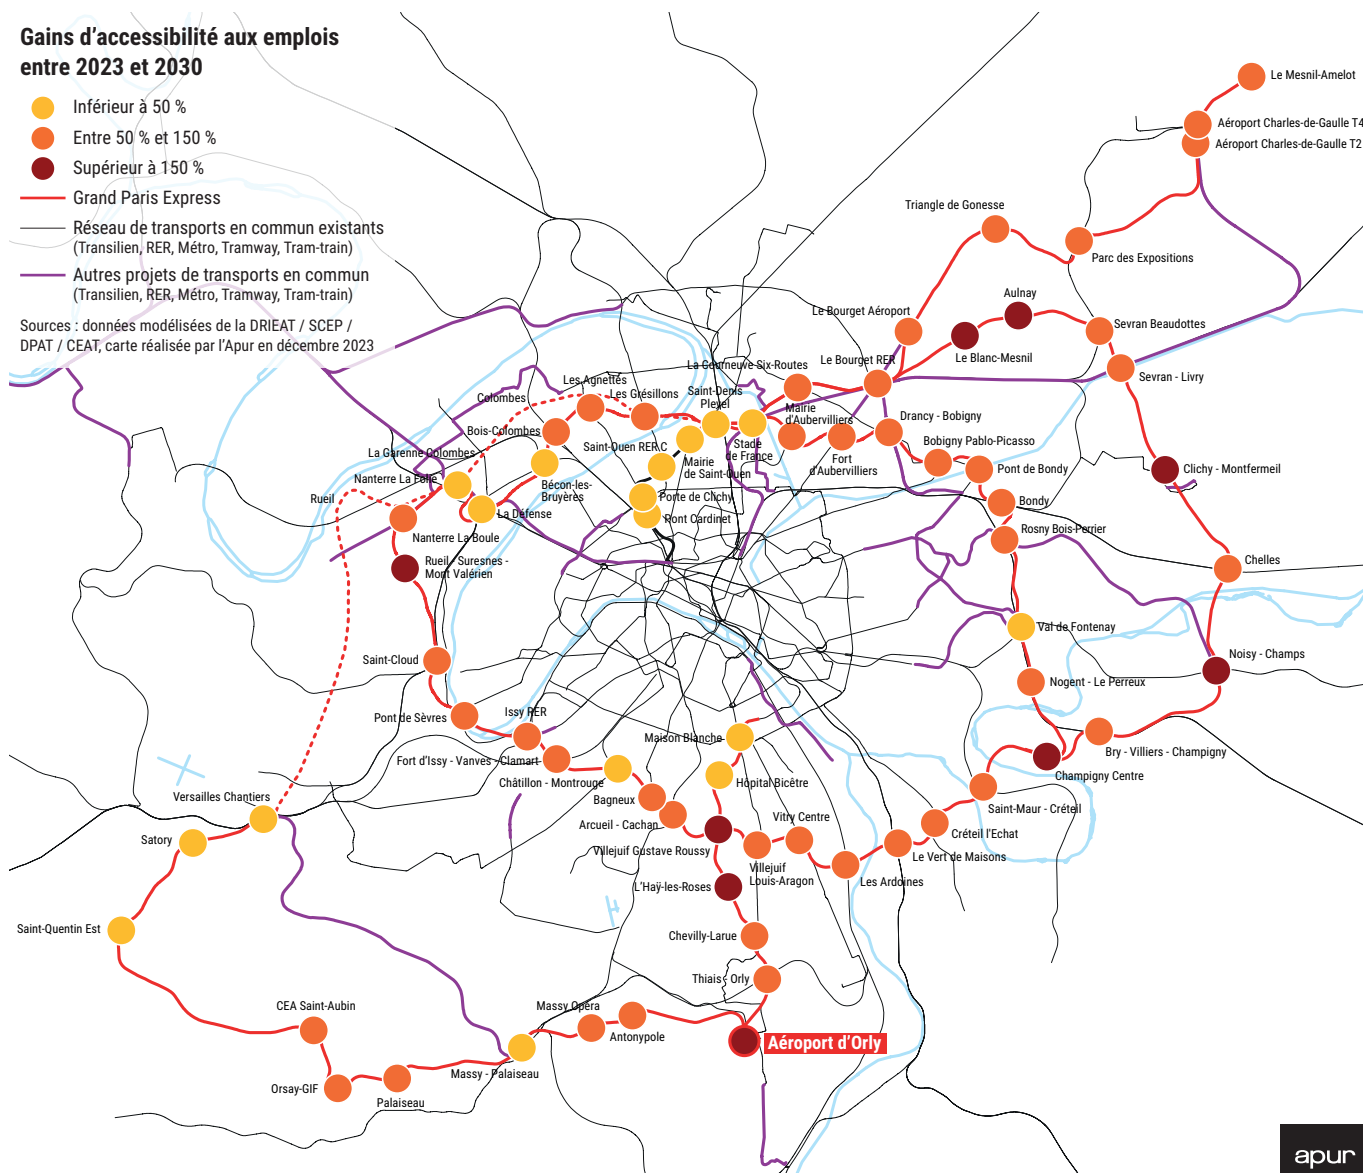 Gains d'accessibilité aux emplois
entre 2023 et 2030
Inférieur à 50 %
Entre 50 % et 150 %
Supérieur à 150 %
Grand Paris Express
Réseau de transports en commun existants
(Transilien, RER, Métro, Tramway, Tram-train)
Autres projets de transports en commun
(Transilien, RER, Métro, Tramway, Tram-train)
Sources : données modélisées de la DRIEAT / SCEP /
DPAT / CEAT, carte réalisée par l'Apur en décembre 2023
Le Mesnil-Amelot
Aéroport Charles-de-Gaulle T4
Aéroport Charles-de-Gaulle T2
Triangle de Gonesse
Parc des Expositions
Aulnay
Le Bourget Aéroport
Sevran Beaudottes
Le Blanc-Mesnil
Le Bourget RER
La Courneuve Six-Routes
Sevran - Livry
Les Agnettes
Les Grésillons
Saint-Denis
Pleyel
Colombes
Mairie
d'Aubervilliers
Drancy - Bobigny
Bois-Colombes
Saint-Ouen RER C
Stade
de France
Bobigny Pablo-Picasso
La Garenne Colombes
Mairie
de Saint-Ouen
Fort
d'Aubervilliers
Pont de Bondy
Clichy - Montfermeil
Nanterre La Folie
Bécon-les-
Bruyères
Rueil
Porte de Clichy
Bondy
La Défense
Pont Cardinet
Rosny Bois-Perrier
Nanterre La Boule
Rueil - Suresnes -
Mont Valérien
Chelles
Val de Fontenay
Saint-Cloud
Noisy - Champs
Nogent - Le Perreux
Pont de Sèvres
Issy RER
Maison Blanche
Bry - Villiers - Champigny
Fort d'Issy - Vanves - Clamart
Châtillon - Montrouge
Hôpital Bicêtre
Champigny Centre
Versailles Chantiers
Bagneux
Saint-Maur - Créteil
Arcueil - Cachan
Vitry Centre
Créteil l'Echat
Satory
Villejuif Gustave Roussy
Le Vert de Maisons
Villejuif
Louis-Aragon
Les Ardoines
L'Haÿ-les-Roses
Saint-Quentin Est
Chevilly-Larue
Thiais - Orly
CEA Saint-Aubin
Massy Opéra
Antonypole
Aéroport d'Orly
Massy - Palaiseau
Orsay-GIF
Palaiseau
apur